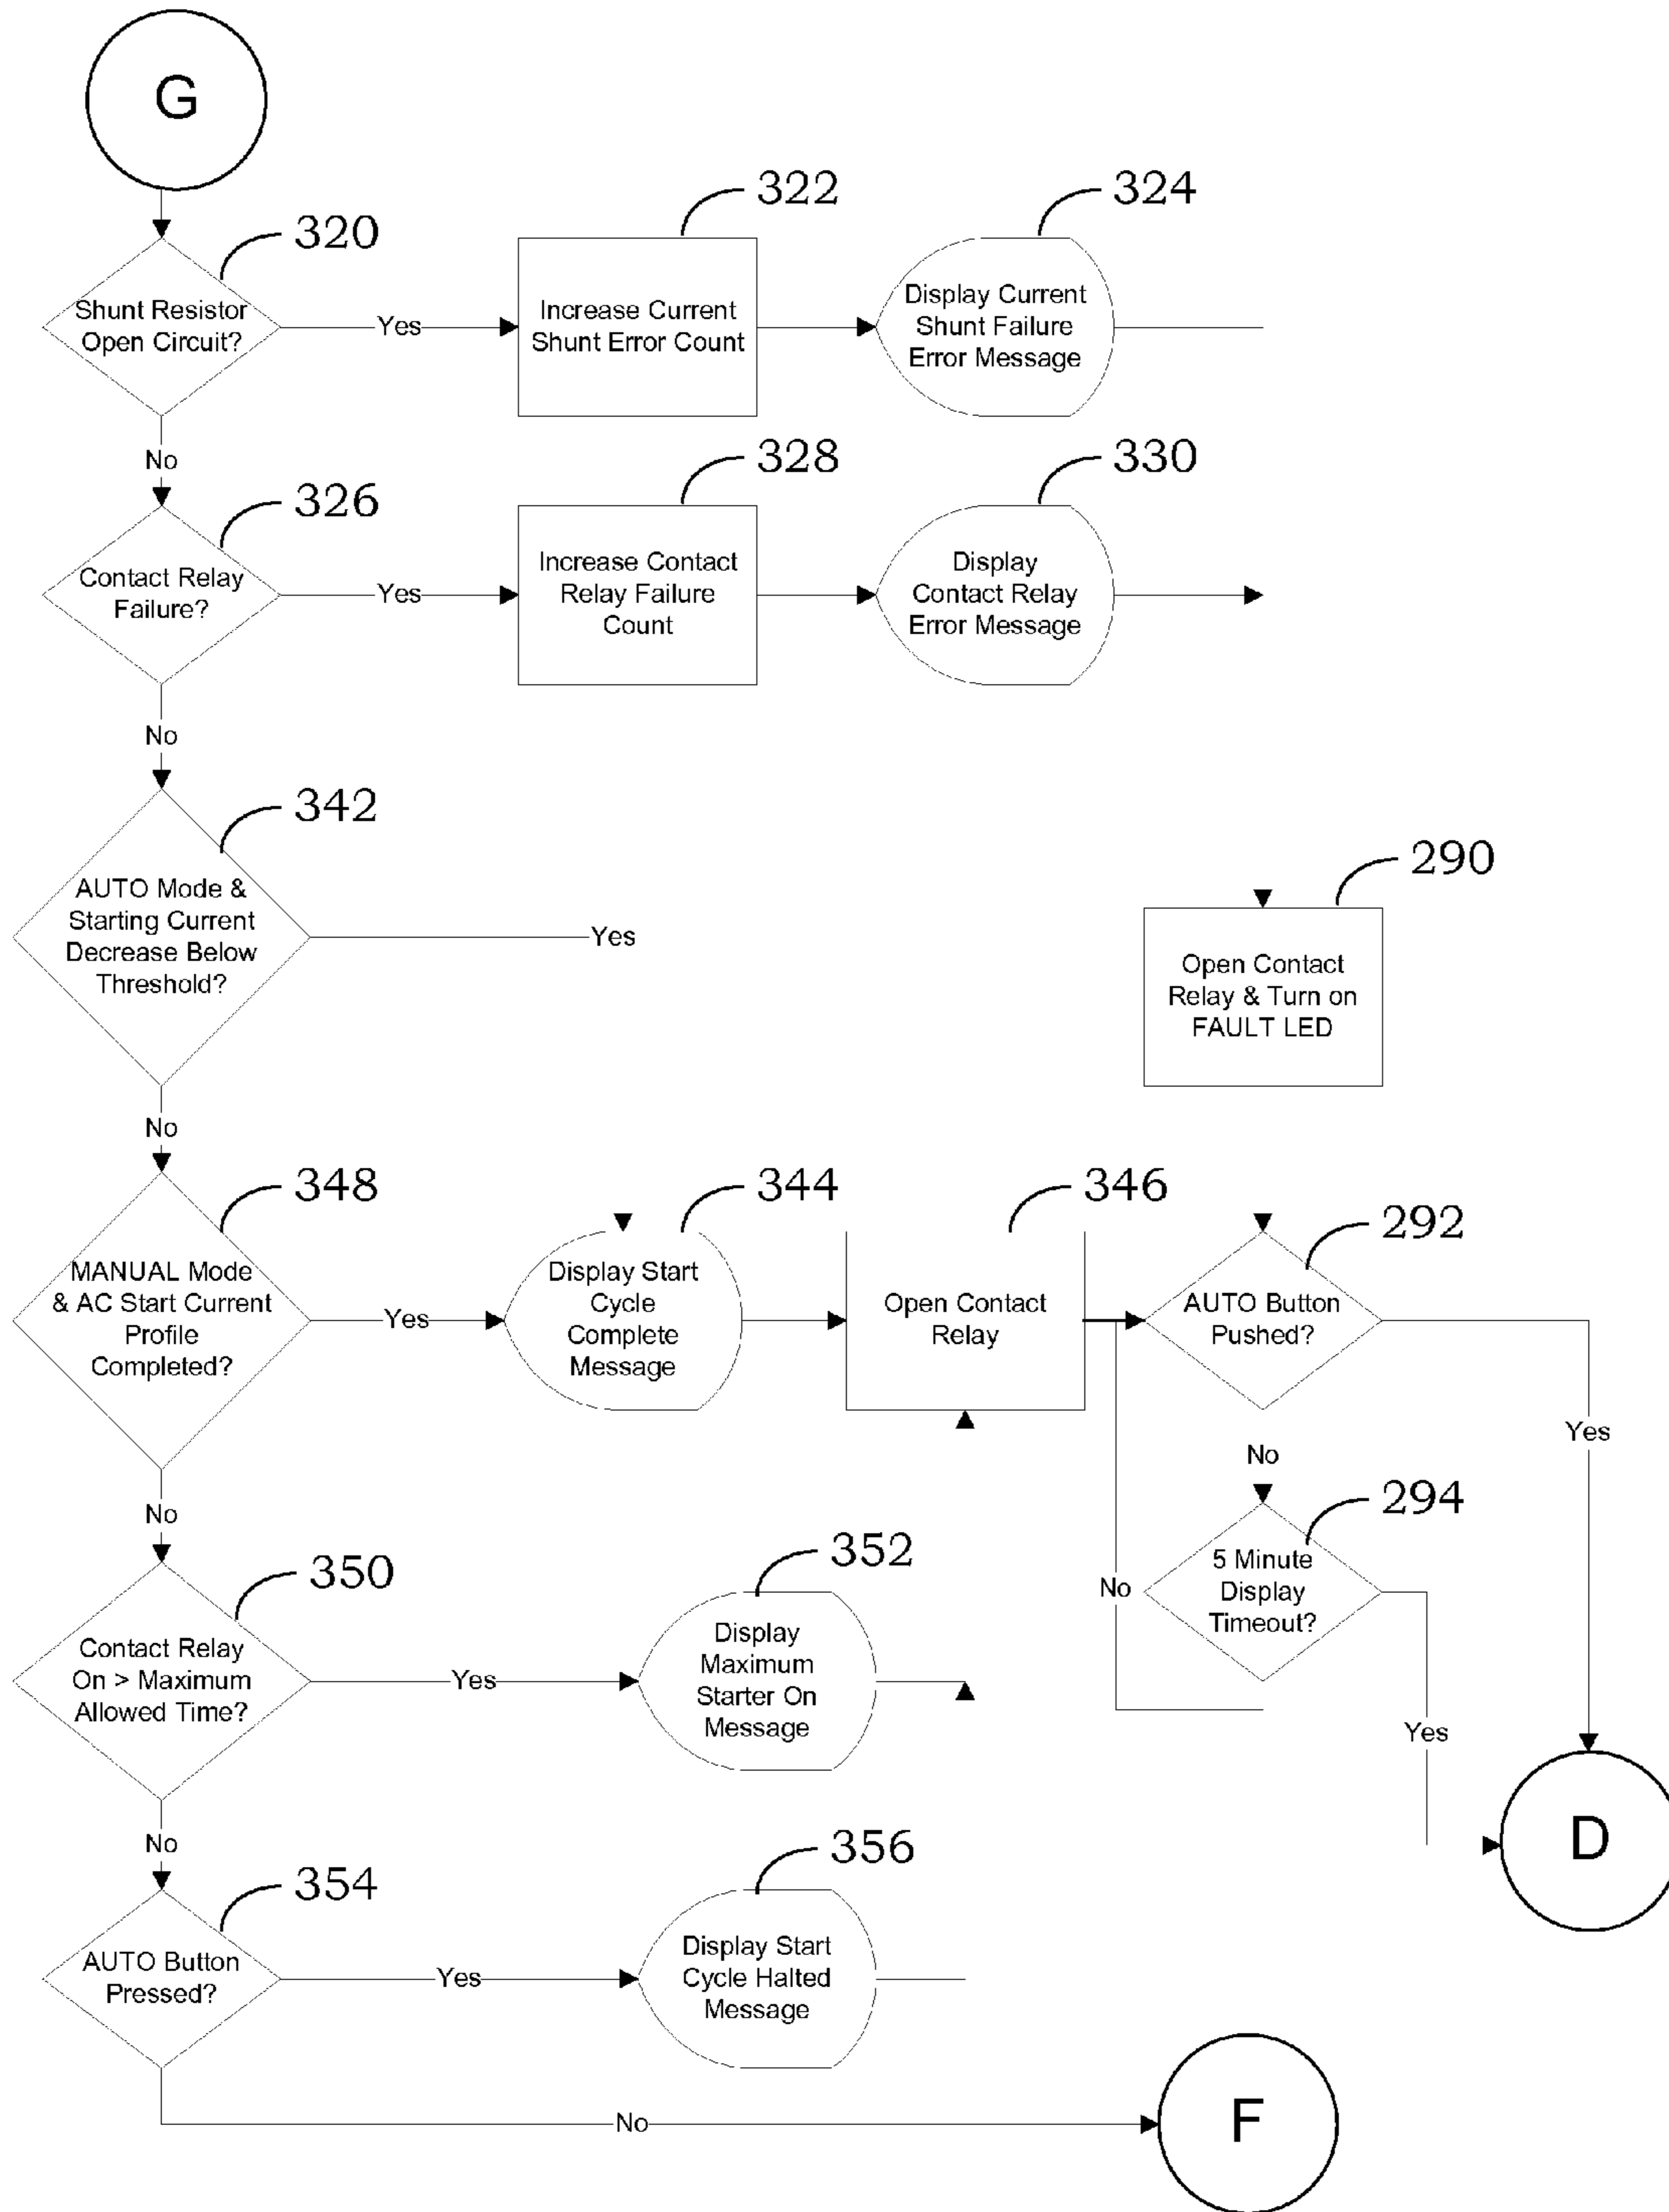 G
320
Shunt Resistor
Open Circuit?
Yes
322
Increase Current
Shunt Error Count
324
Display Current
Shunt Failure
Error Message
No
326
Contact Relay
Failure?
Yes
328
Increase Contact
Relay Failure
Count
330
Display
Contact Relay
Error Message
No
342
AUTO Mode &
Starting Current
Decrease Below
Threshold?
Yes
290
Open Contact
Relay & Turn on
FAULT LED
No
348
MANUAL Mode
& AC Start Current
Profile
Completed?
Yes
344
Display Start
Cycle
Complete
Message
346
Open Contact
Relay
292
AUTO Button
Pushed?
Yes
No
294
5 Minute
Display
Timeout?
No
Yes
D
No
350
Contact Relay
On > Maximum
Allowed Time?
Yes
352
Display
Maximum
Starter On
Message
No
354
AUTO Button
Pressed?
Yes
356
Display Start
Cycle Halted
Message
No
F